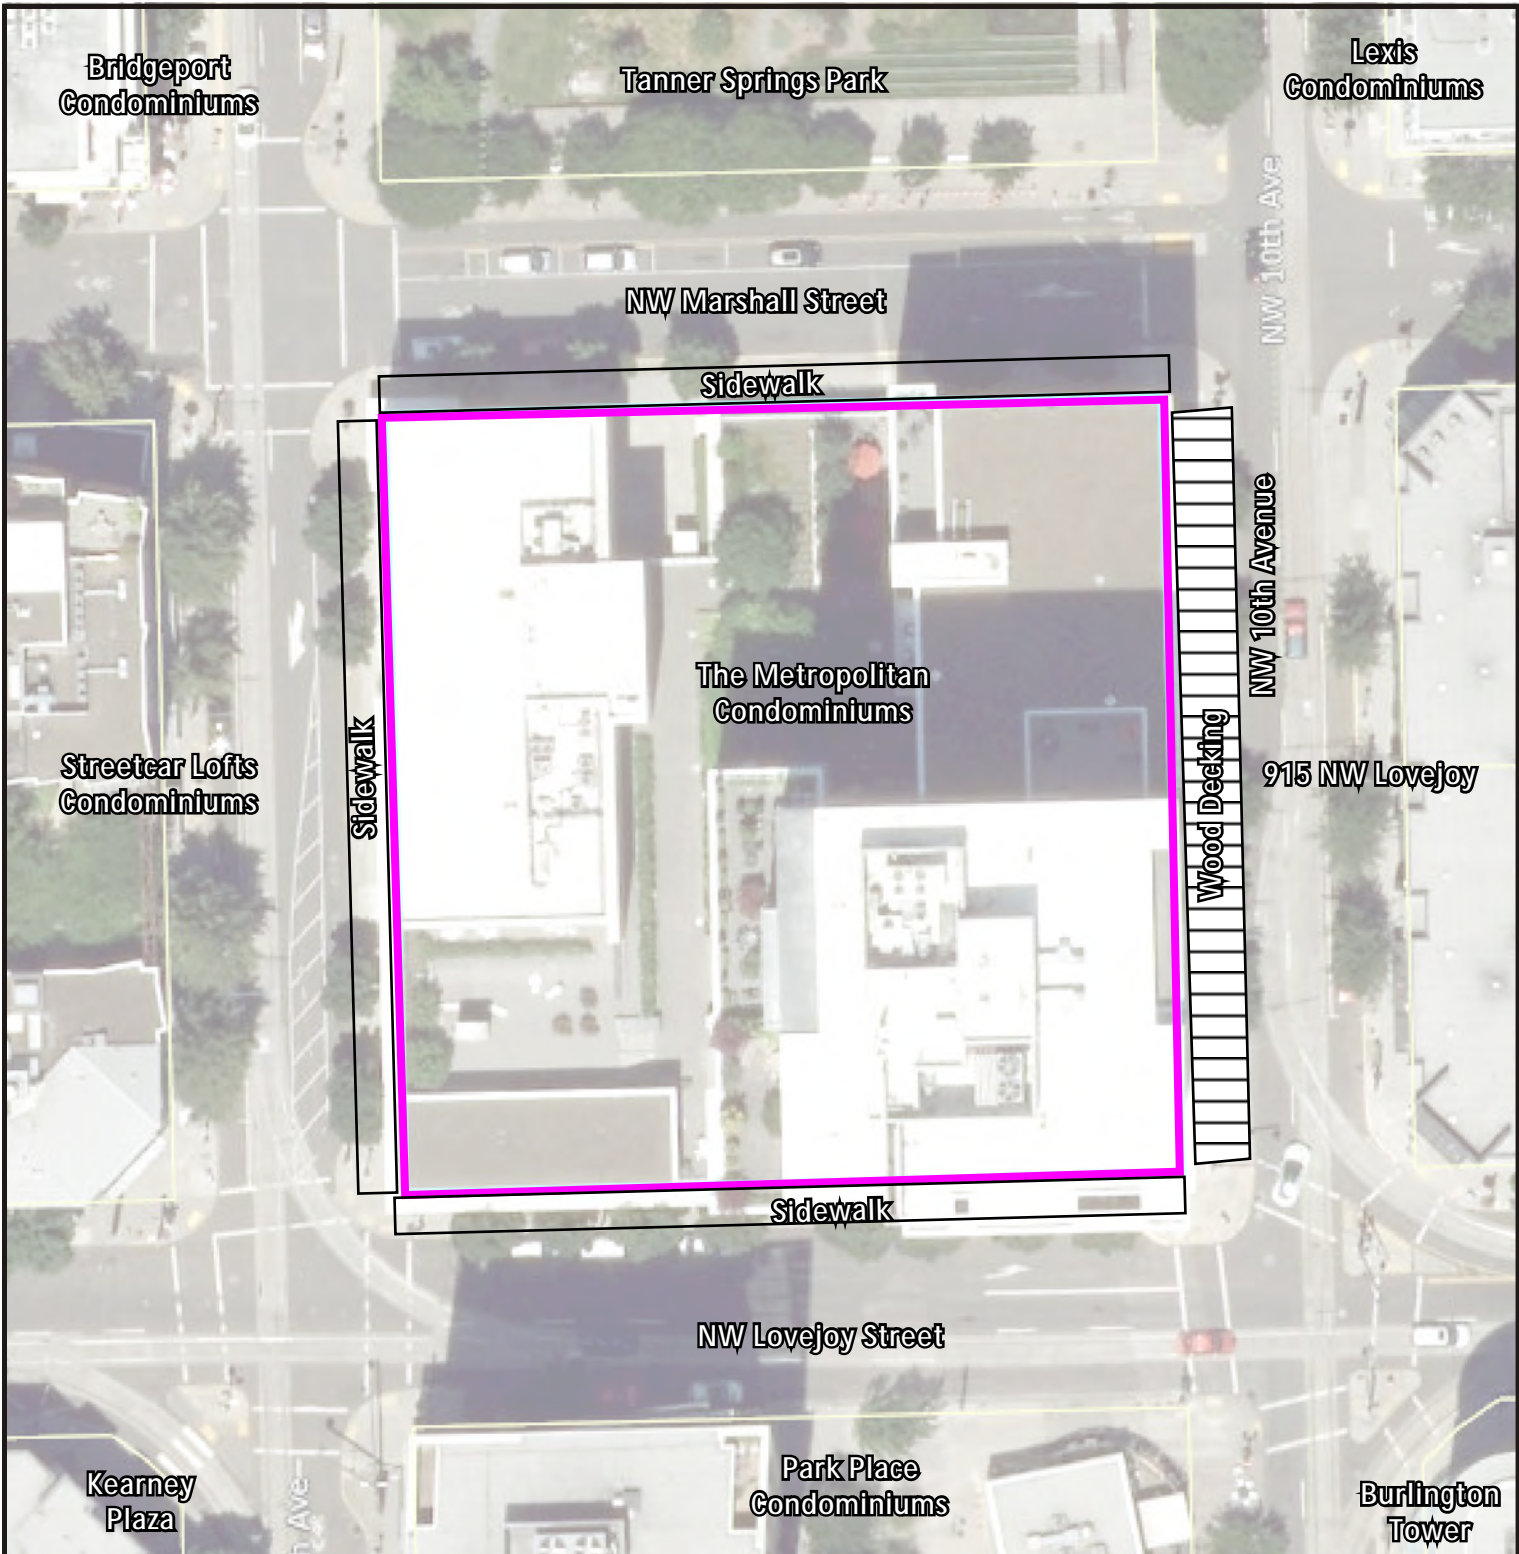 Bridgeport
Condominiums
Tanner Springs Park
Lexis
Condominiums
NW 10th Ave
NW Marshall Street
Sidewalk
NW 10th Avenue
The Metropolitan
Condominiums
Streetcar Lofts
Condominiums
Sidewalk
Wood Decking
915 NW Lovejoy
Sidewalk
NW Lovejoy Street
Kearney
Plaza
h Ave
Park Place
Condominiums
Burlington
Tower